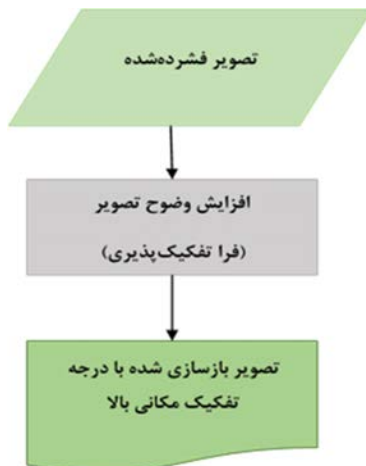 تصویر فشرده‌شده
افزایش وضوح تصویر
(فرا تفکیک‌پذیری)
تصویر بازسازی شده با درجه
تفکیک مکانی بالا